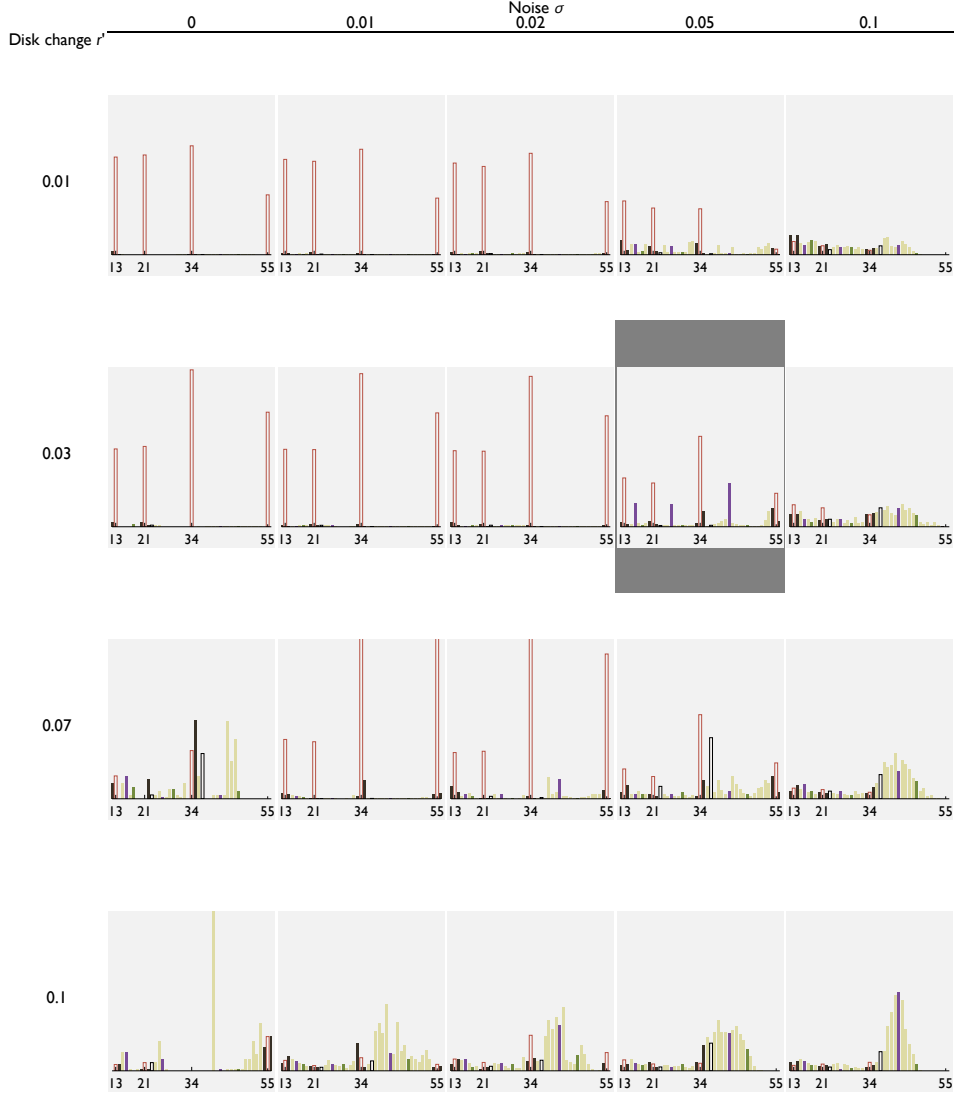 Noise σ
0 0.01 0.02 0.05 0.1
Disk change r'
0.01
13 21 34 55 13 21 34 55 13 21 34 55 13 21 34 55 13 21 34 55
0.03
13 21 34 55 13 21 34 55 13 21 34 55 13 21 34 55 13 21 34 55
0.07
13 21 34 55 13 21 34 55 13 21 34 55 13 21 34 55 13 21 34 55
0.1
13 21 34 55 13 21 34 55 13 21 34 55 13 21 34 55 13 21 34 55